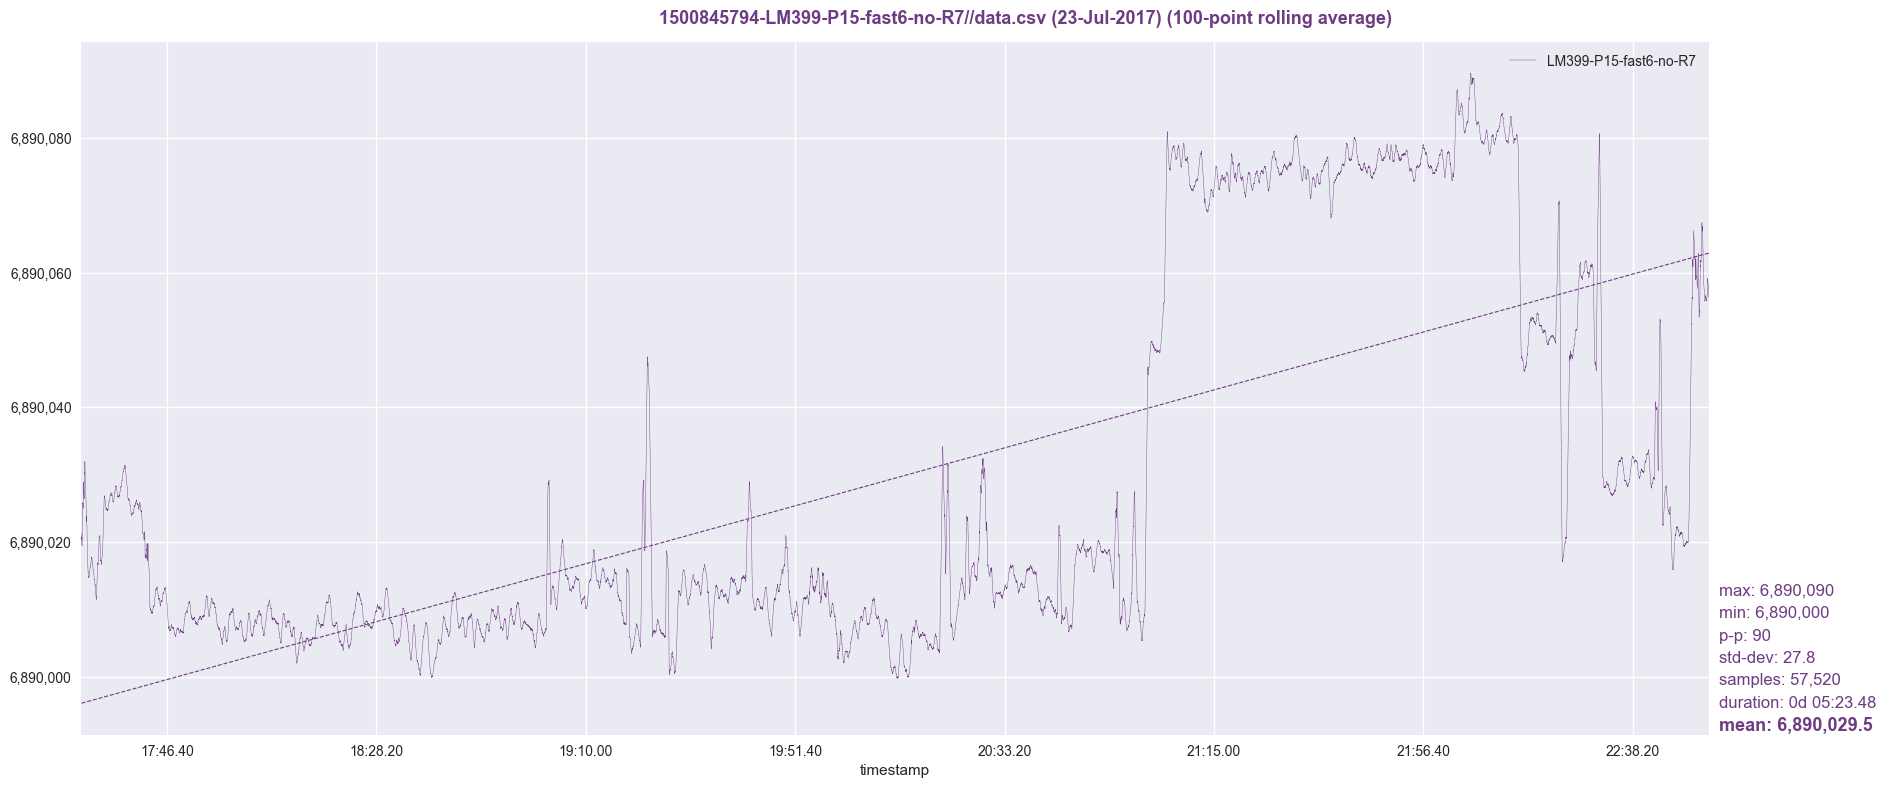 1500845794-LM399-P15-fast6-no-R7//data.csv (23-Jul-2017) (100-point rolling average)
LM399-P15-fast6-no-R7
6,890,080
6,890,060
6,890,040
6,890,020
6,890,000
max: 6,890,090
min: 6,890,000
p-p: 90
std-dev: 27.8
samples: 57,520
duration: 0d 05:23.48
mean: 6,890,029.5
17:46.40 18:28.20 19:10.00 19:51.40 20:33.20 21:15.00 21:56.40 22:38.20
timestamp